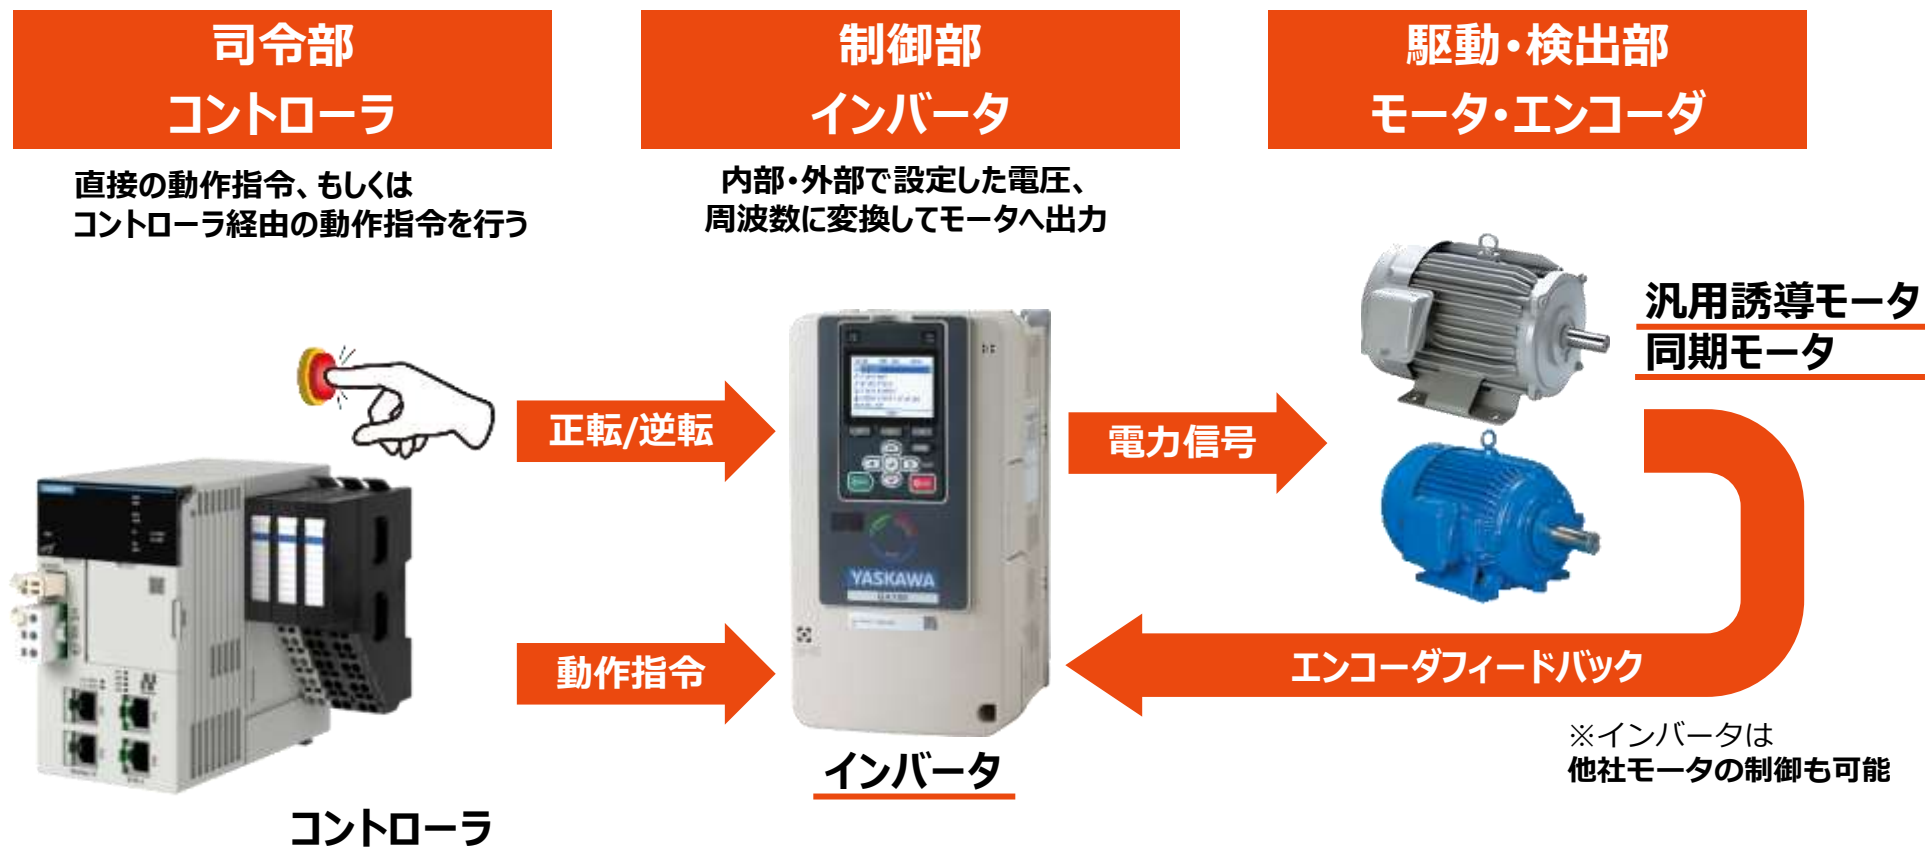 司令部
コントローラ
直接の動作指令、もしくは
コントローラ経由の動作指令を行う
制御部
インバータ
内部・外部で設定した電圧、
周波数に変換してモータへ出力
駆動・検出部
モータ・エンコーダ
汎用誘導モータ
同期モータ
正転/逆転
電力信号
動作指令
エンコーダフィードバック
YASKAWA
インバータ
コントローラ
※インバータは
他社モータの制御も可能